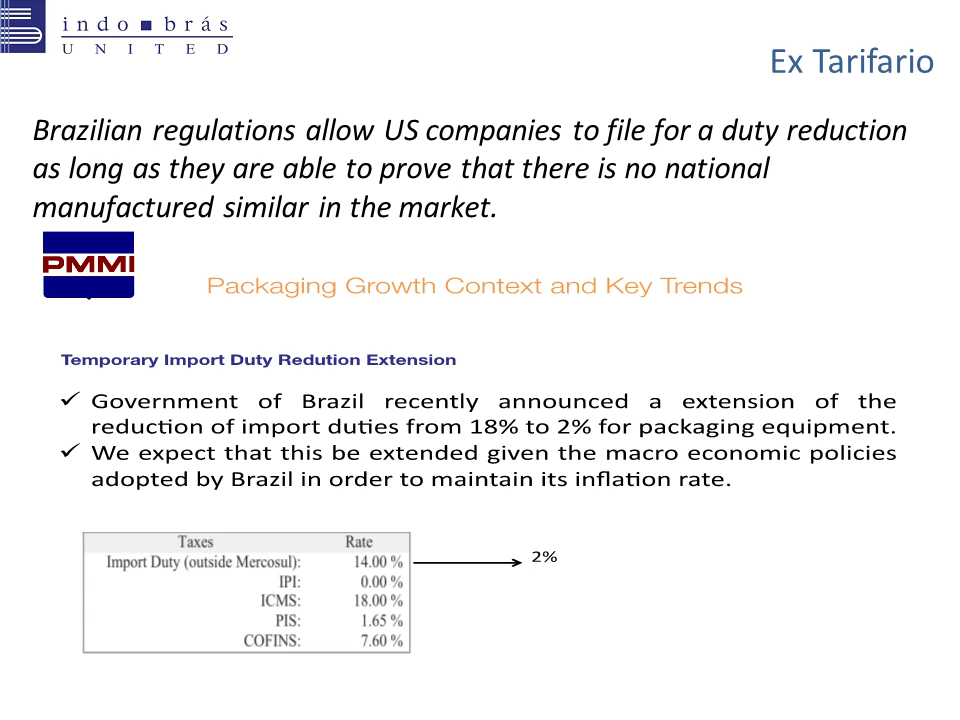 indo brás
UNITED
Ex Tarifario
Brazilian regulations allow US companies to file for a duty reduction
as long as they are able to prove that there is no national
manufactured similar in the market.
PMMI
Packaging Growth Context and Key Trends
Temporary Import Duty Redution Extension
✓ Government of Brazil recently announced a extension of the
reduction of import duties from 18% to 2% for packaging equipment.
✓ We expect that this be extended given the macro economic policies
adopted by Brazil in order to maintain its inflation rate.
Taxes Rate
Import Duty (outside Mercosul): 14.00 % 2%
IPI: 0.00 %
ICMS: 18.00 %
PIS: 1.65 %
COFINS: 7.60 %